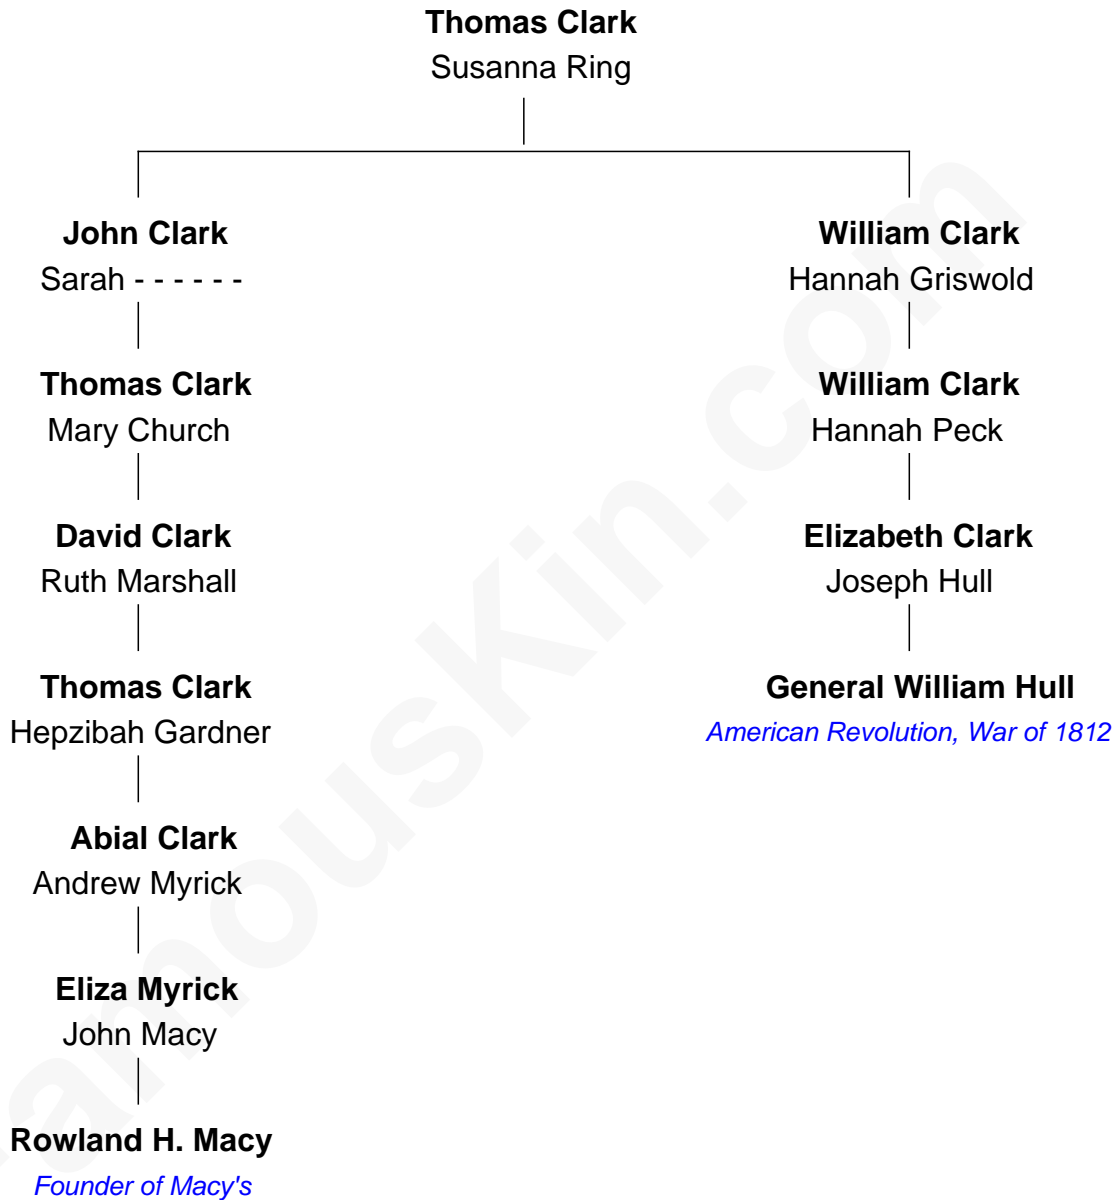 Thomas Clark
Susanna Ring
John Clark
Sarah - - - - - -
Thomas Clark
Mary Church
David Clark
Ruth Marshall
Thomas Clark
Hepzibah Gardner
Abial Clark
Andrew Myrick
Eliza Myrick
John Macy
Rowland H. Macy
Founder of Macy's
William Clark
Hannah Griswold
William Clark
Hannah Peck
Elizabeth Clark
Joseph Hull
General William Hull
American Revolution, War of 1812
famouskin.com